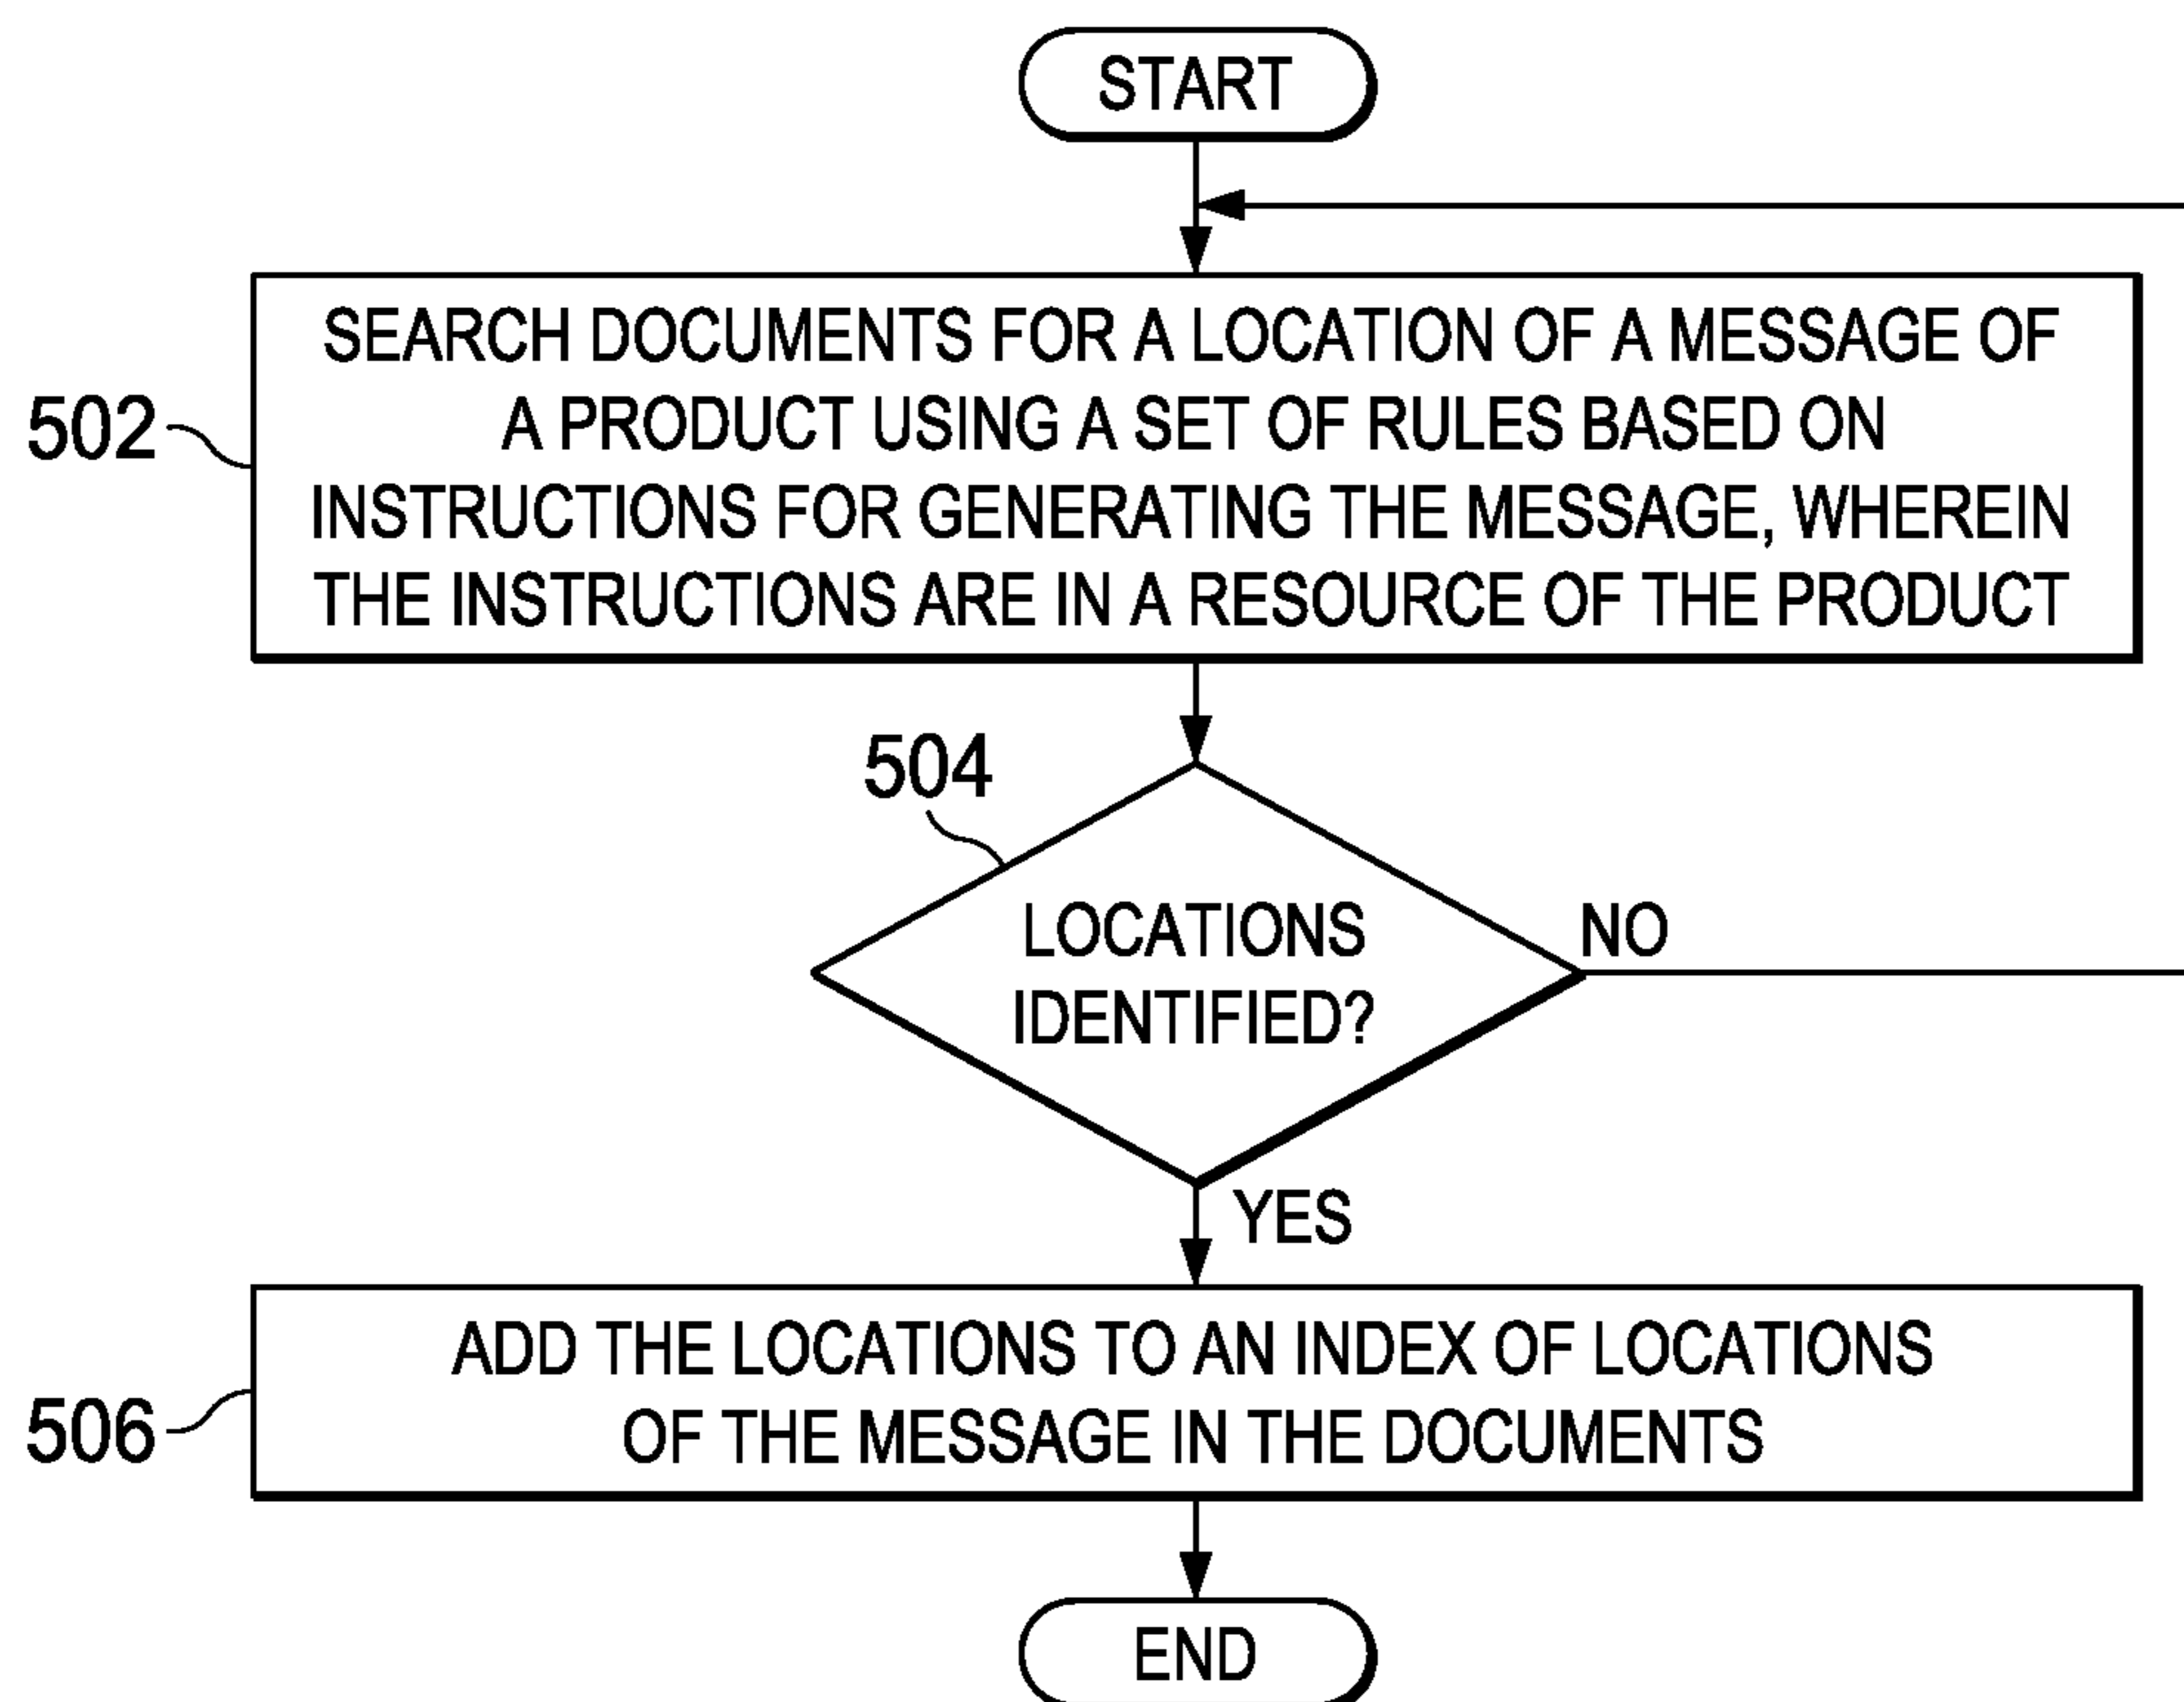 START
SEARCH DOCUMENTS FOR A LOCATION OF A MESSAGE OF
A PRODUCT USING A SET OF RULES BASED ON
INSTRUCTIONS FOR GENERATING THE MESSAGE, WHEREIN
THE INSTRUCTIONS ARE IN A RESOURCE OF THE PRODUCT
502
504
LOCATIONS
IDENTIFIED?
NO
YES
ADD THE LOCATIONS TO AN INDEX OF LOCATIONS
OF THE MESSAGE IN THE DOCUMENTS
506
END